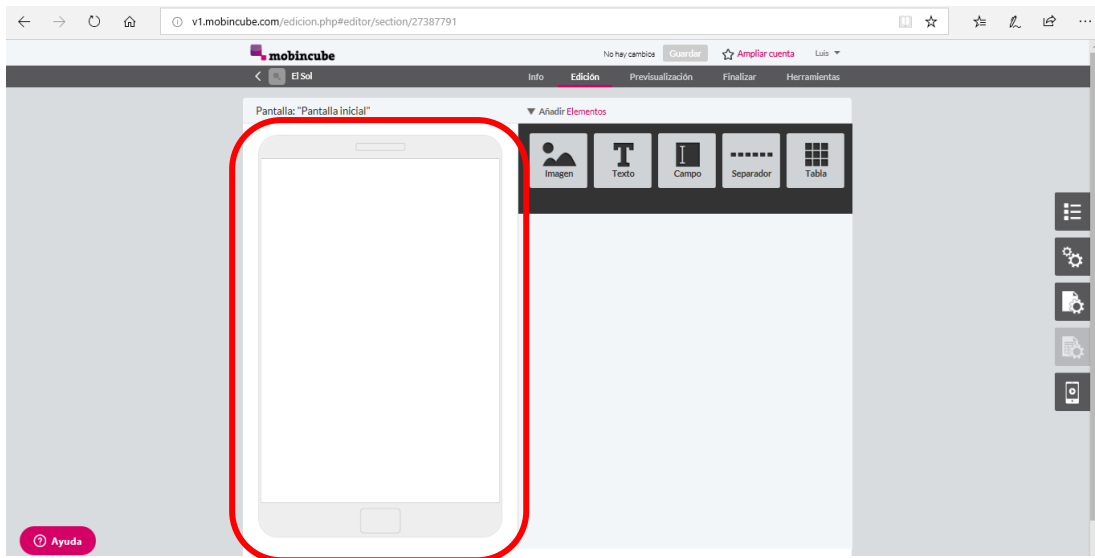 v1.mobincube.com/edicion.php#editor/section/27387791
mobincube
No hay cambios Guardar Ampliar cuenta Luis
El Sol
Info Edición Previsualización Finalizar Herramientas
Pantalla: "Pantalla inicial"
Añadir Elementos
Imagen Texto Campo Separador Tabla
Ayuda